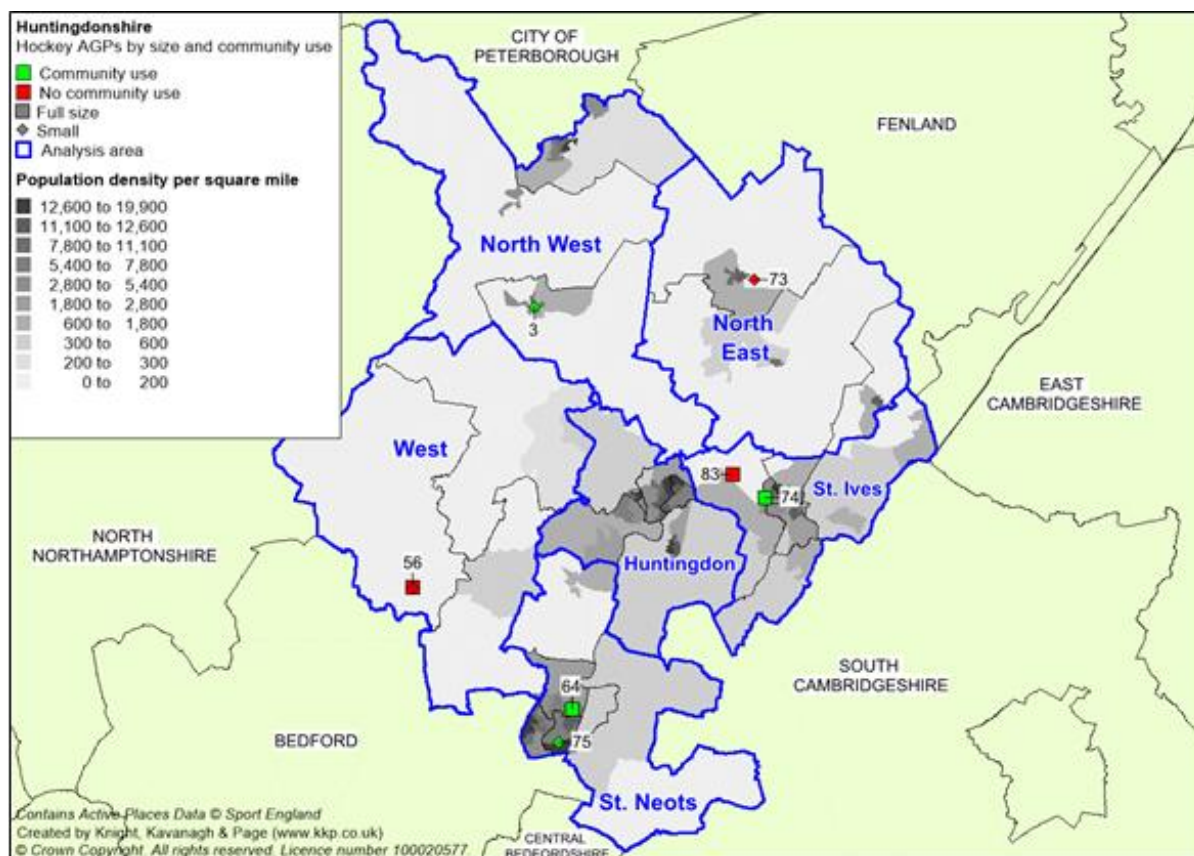 Huntingdonshire
Hockey AGPs by size and community use
Community use
No community use
Full size
Small
Analysis area
Population density per square mile
12,600 to 19,900
11,100 to 12,600
7,800 to 11,100
5,400 to 7,800
2,800 to 5,400
1,800 to 2,800
600 to 1,800
300 to 600
200 to 300
0 to 200
CITY OF
PETERBOROUGH
FENLAND
North West
73
3
North
East
EAST
CAMBRIDGESHIRE
West
83
74
St. Ives
NORTH
NORTHAMPTONSHIRE
56
Huntingdon
SOUTH
CAMBRIDGESHIRE
64
BEDFORD
75
St. Neots
Contains Active Places Data © Sport England
Created by Knight, Kavanagh & Page (www.kkp.co.uk)
© Crown Copyright. All rights reserved. Licence number 100020577.
CENTRAL
BEDFORDSHIRE